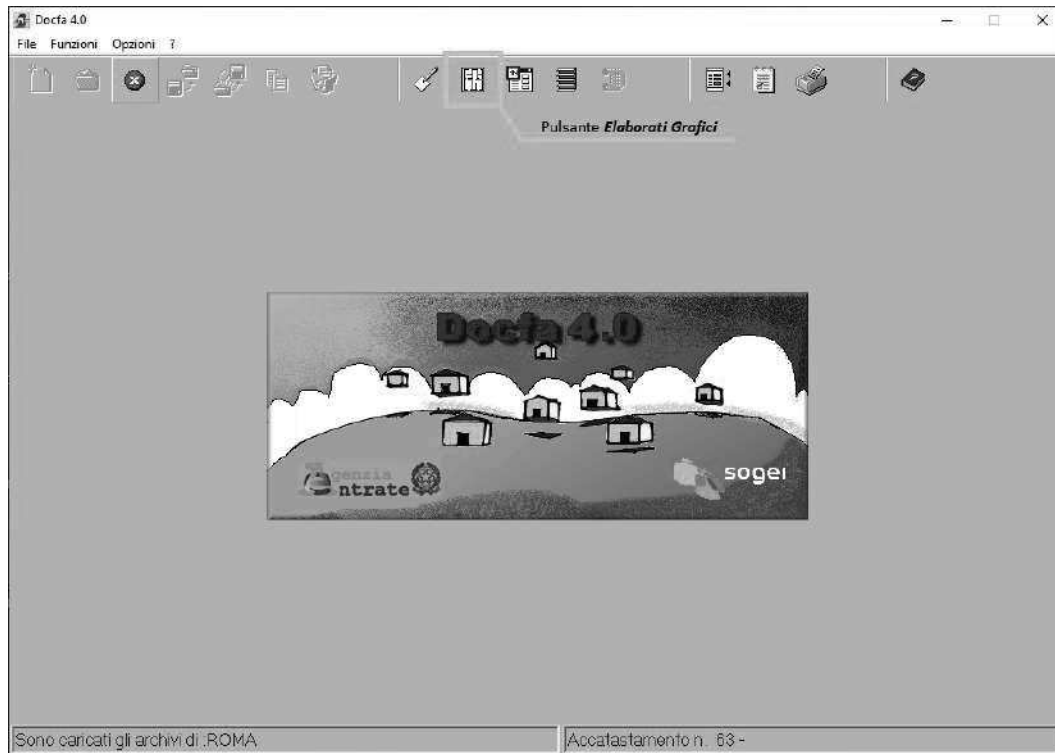 Docfa 4.0
File Funzioni Opzioni ?
Pulsante Elaborati Grafici
Docfa 4.0
genzia
ntrate
sogei
Sono caricati gli archivi di :ROMA
Accatastamento n. 63 -